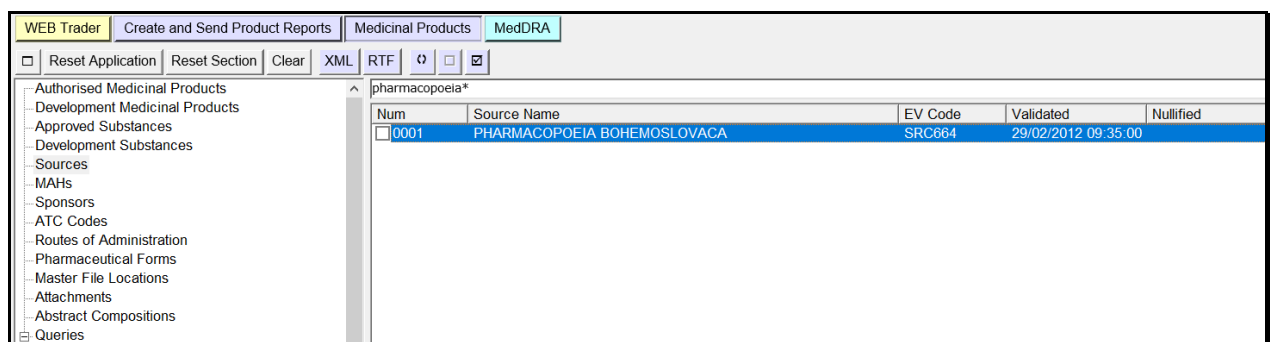 WEB Trader Create and Send Product Reports Medicinal Products MedDRA
Reset Application Reset Section Clear XML RTF
Authorised Medicinal Products
Development Medicinal Products
Approved Substances
Development Substances
Sources
MAHs
Sponsors
ATC Codes
Routes of Administration
Pharmaceutical Forms
Master File Locations
Attachments
Abstract Compositions
Queries
pharmacopoeia*
Num Source Name EV Code Validated Nullified
0001 PHARMACOPOEIA BOHEMOSLOVACA SRC664 29/02/2012 09:35:00